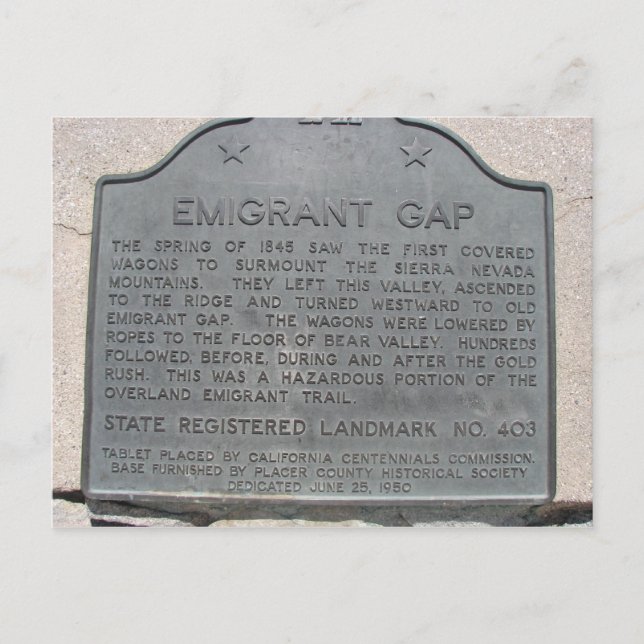 EMIGRANT GAP
THE SPRING OF 1845 SAW THE FIRST COVERED
WAGONS TO SURMOUNT THE SIERRA NEVADA
MOUNTAINS. THEY LEFT THIS VALLEY, ASCENDED
TO THE RIDGE AND TURNED WESTWARD TO OLD
EMIGRANT GAP. THE WAGONS WERE LOWERED BY
ROPES TO THE FLOOR OF BEAR VALLEY. HUNDREDS
FOLLOWED, BEFORE, DURING AND AFTER THE GOLD
RUSH. THIS WAS A HAZARDOUS PORTION OF THE
OVERLAND EMIGRANT TRAIL.
STATE REGISTERED LANDMARK NO. 403
TABLET PLACED BY CALIFORNIA CENTENNIALS COMMISSION.
BASE FURNISHED BY PLACER COUNTY HISTORICAL SOCIETY
DEDICATED JUNE 25, 1950